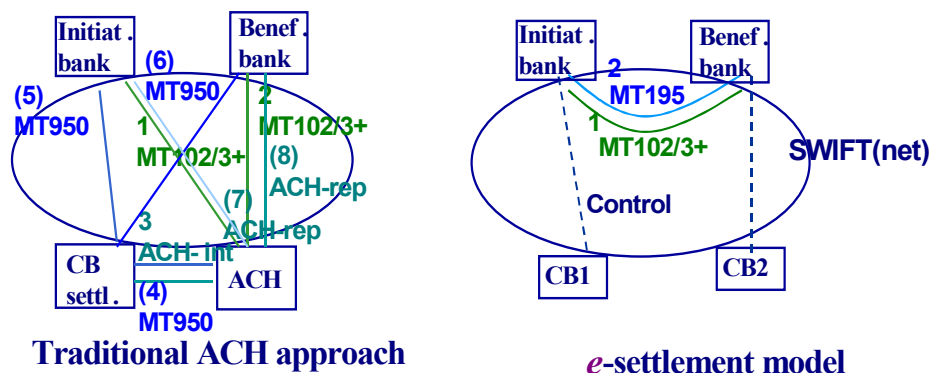 Initiat .
bank
Benef .
bank
(6)
MT950
(5)
MT950
1
MT102/3+
2
MT102/3+
(8)
ACH-rep
(7)
ACH-rep
3
ACH- int
CB
settl .
ACH
(4)
MT950
Traditional ACH approach
Initiat .
bank
Benef .
bank
2
MT195
1
MT102/3+
SWIFT(net)
Control
CB1
CB2
e-settlement model